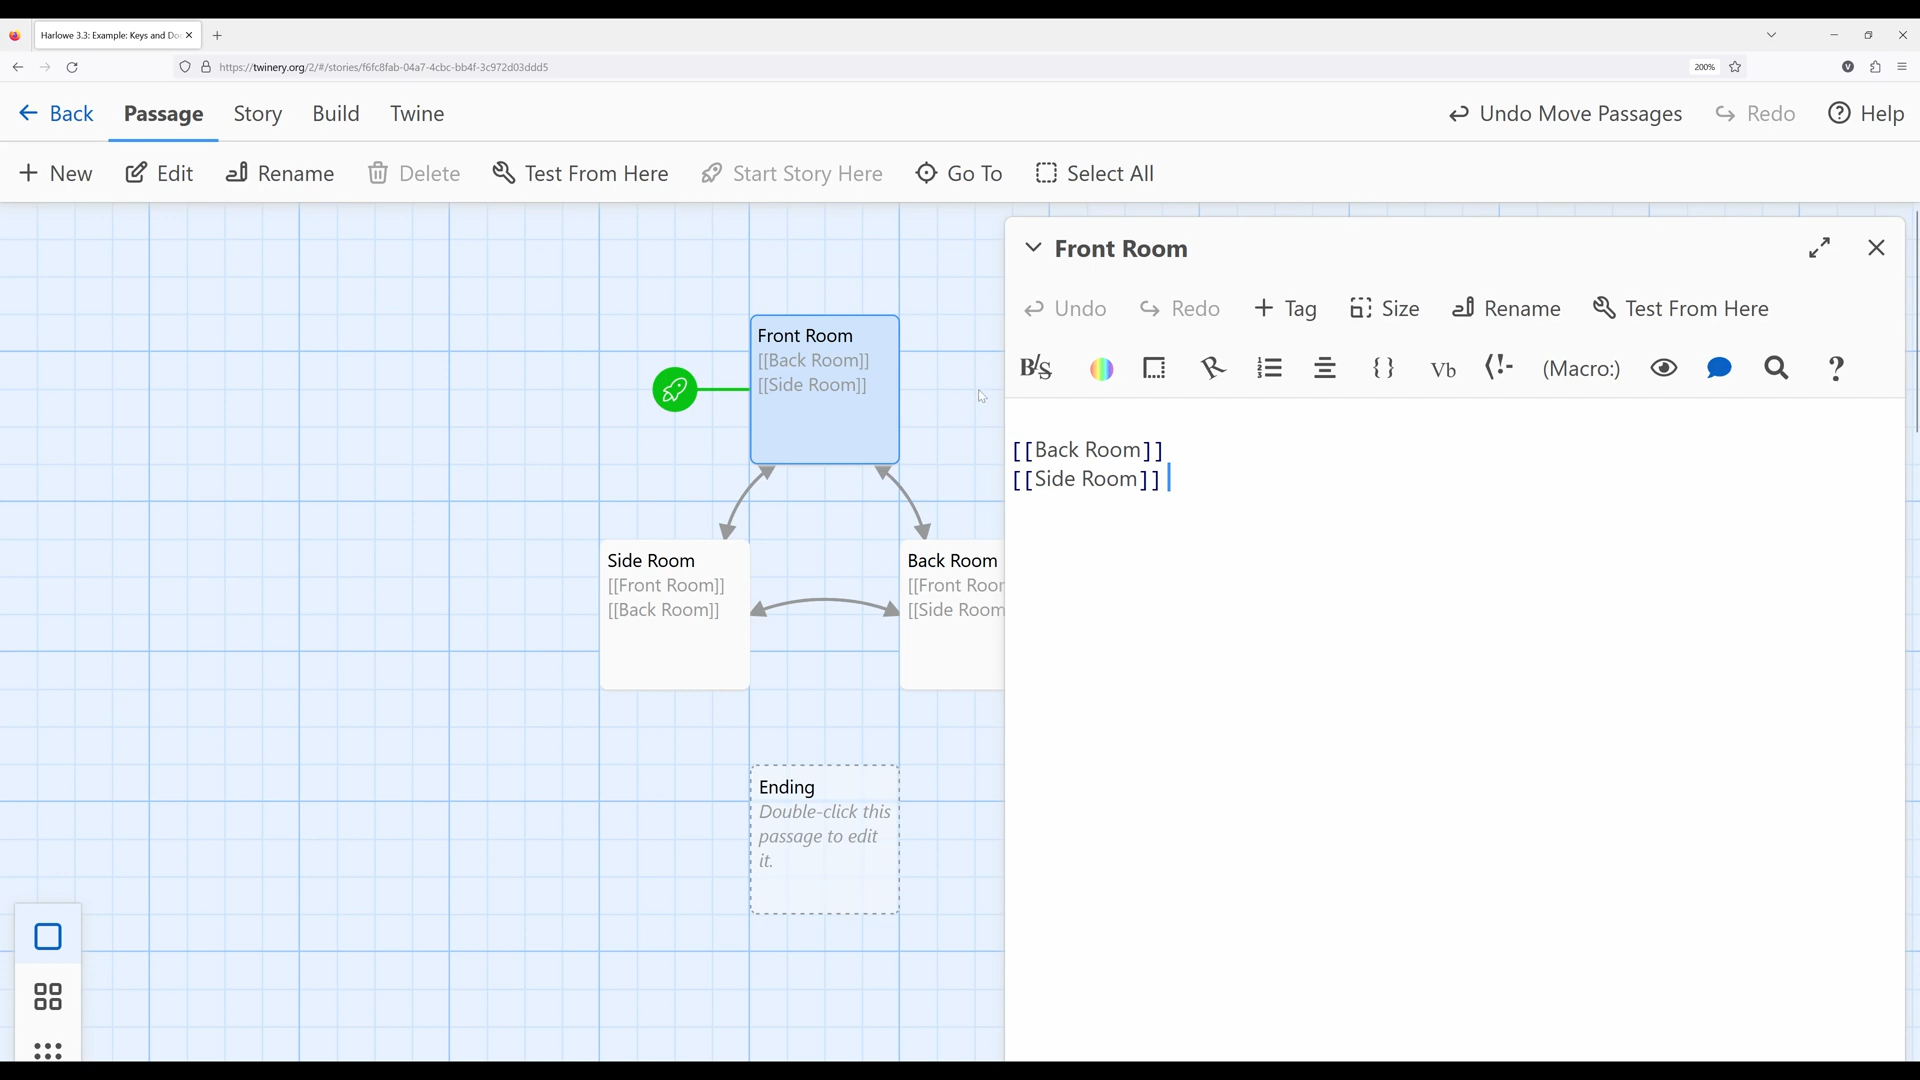 Harlowe 3.3: Example: Keys and Do
https://twinery.org/2/#/stories/f6fc8fab-04a7-4cbc-bb4f-3c972d03ddd5
200%
V
Back
Passage
Story
Build
Twine
Undo Move Passages
Redo
Help
New
Edit
Rename
Delete
Test From Here
Start Story Here
Go To
Select All
Front Room
[[Back Room]]
[[Side Room]]
Side Room
[[Front Room]]
[[Back Room]]
Back Room
[[Front Roor
[[Side Room
Ending
Double-click this
passage to edit
it.
Front Room
Undo
Redo
Tag
Size
Rename
Test From Here
B/S
{}
Vb
(Macro:)
?
[[Back Room]]
[[Side Room]]